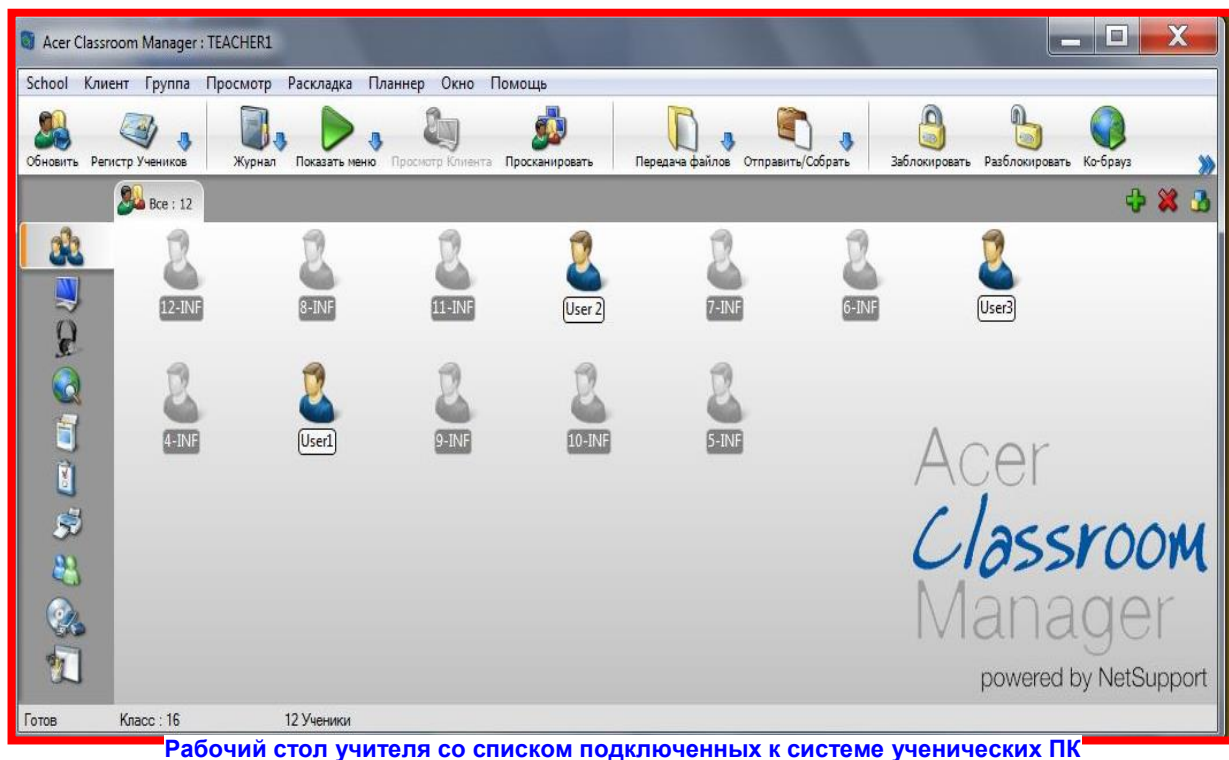 Acer Classroom Manager : TEACHER1
School Клиент Группа Просмотр Раскладка Планнер Окно Помощь
Обновить Регистр Учеников Журнал Показать меню Просмотр Клиента Просканировать Передача файлов Отправить/Собрать Заблокировать Разблокировать Ко-брауз
Все : 12
12-INF 8-INF 11-INF User 2 7-INF 6-INF User3
4-INF User1 9-INF 10-INF 5-INF
Acer
Classroom
Manager
powered by NetSupport
Готов Класс : 16 12 Ученики
Рабочий стол учителя со списком подключенных к системе ученических ПК